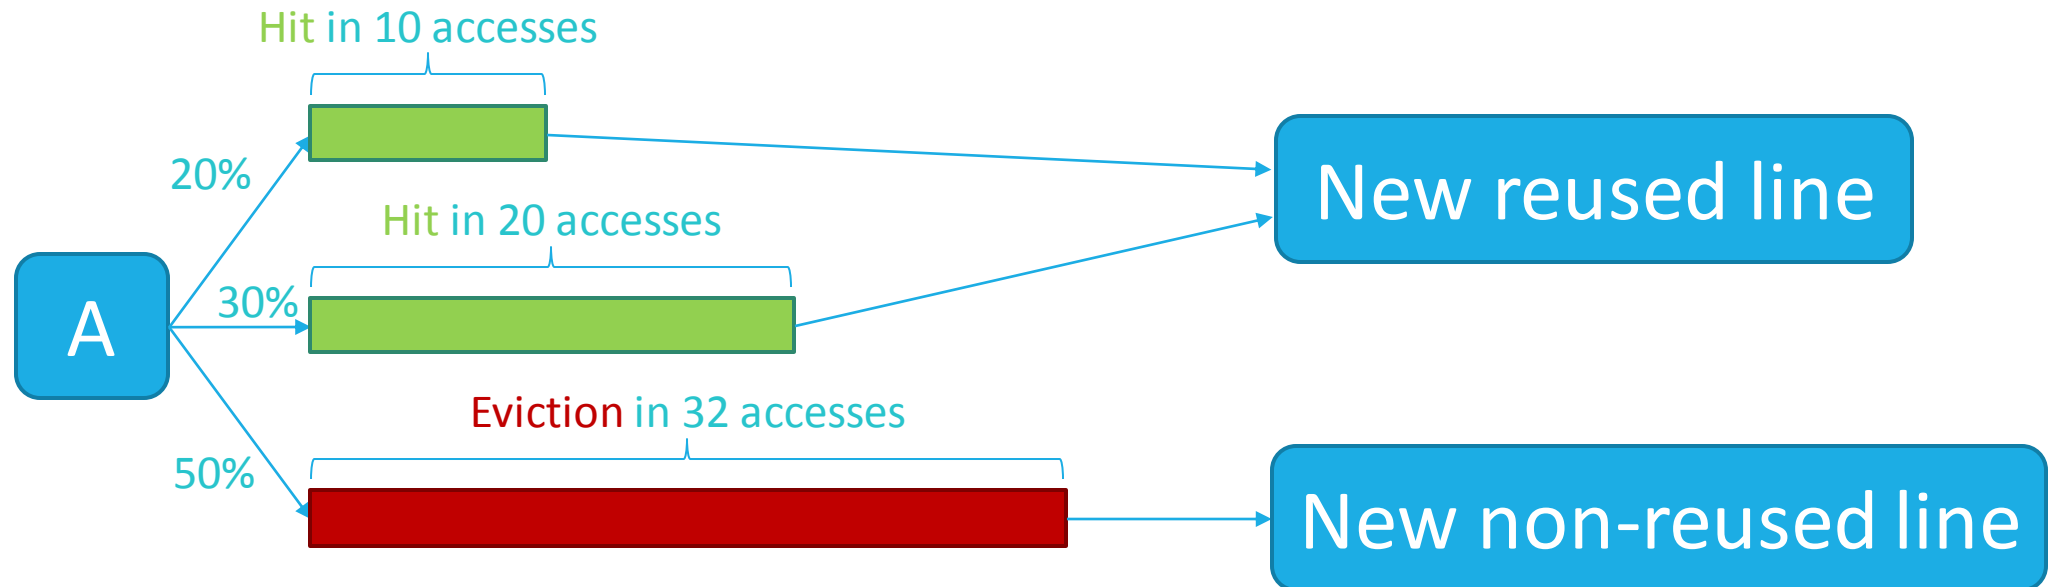 Hit in 10 accesses
20%
New reused line
Hit in 20 accesses
A
30%
Eviction in 32 accesses
50%
New non-reused line